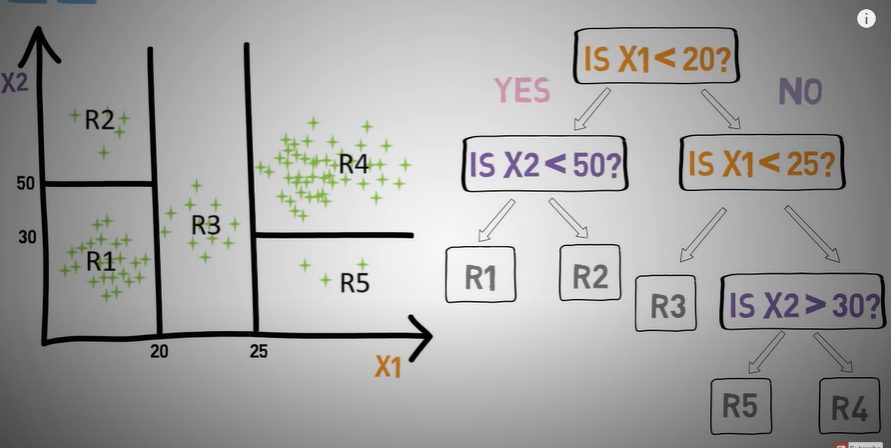 X2
R2
50
R4
30
R3
R1
R5
20
25
X1
IS X1 < 20?
YES
NO
IS X2 < 50?
IS X1 < 25?
R1
R2
R3
IS X2 > 30?
R5
R4